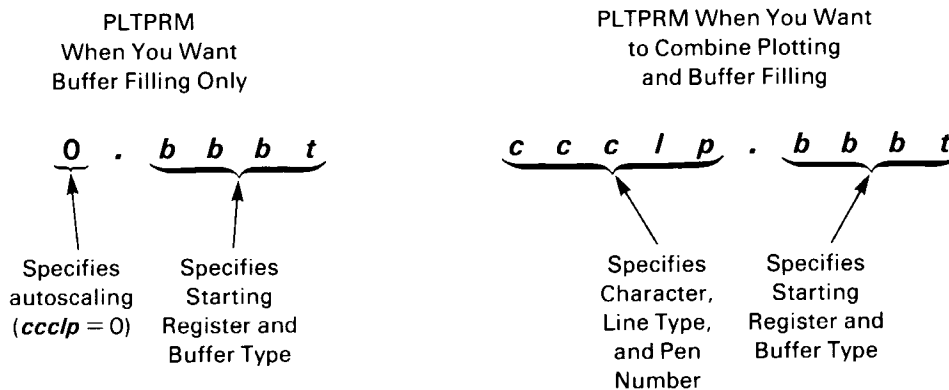 PLTPRM
When You Want
Buffer Filling Only
0 . b b b t
Specifies
autoscaling
(ccclp = 0)
Specifies
Starting
Register and
Buffer Type
PLTPRM When You Want
to Combine Plotting
and Buffer Filling
c c c l p . b b b t
Specifies
Character,
Line Type,
and Pen
Number
Specifies
Starting
Register and
Buffer Type